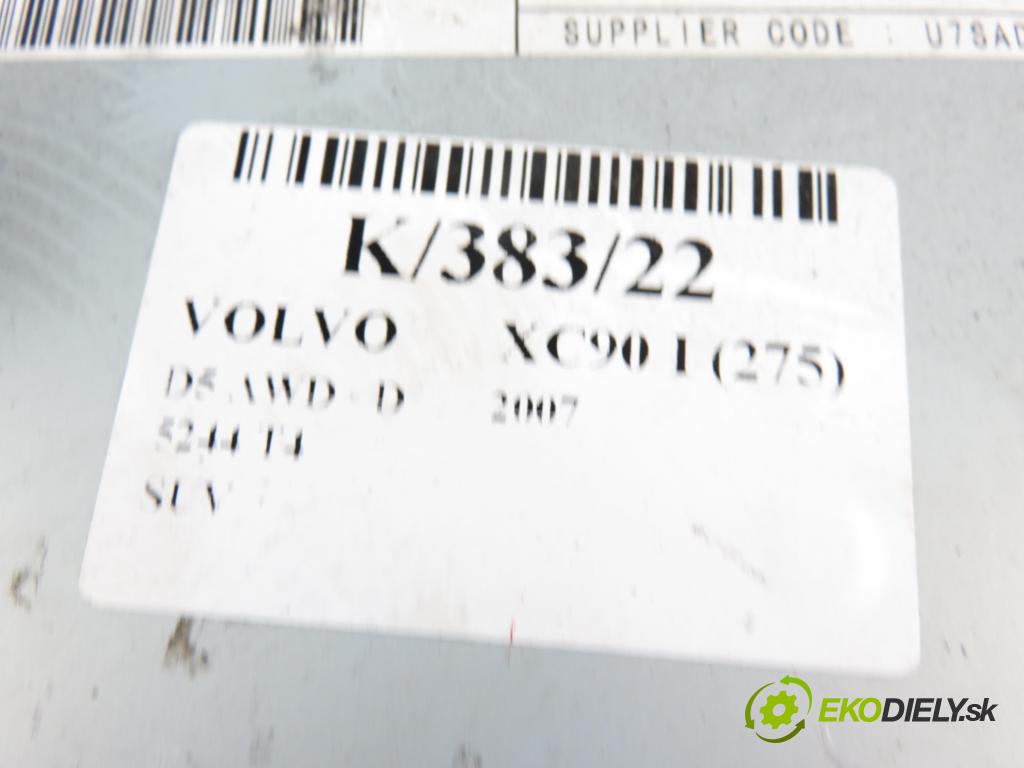 SUPPLIER CODE : U7SAD
K/383/22
VOLVO XC90 I (275)
D5 AWD - D 2007
5244 T4
SUV
EKODIELY.sk